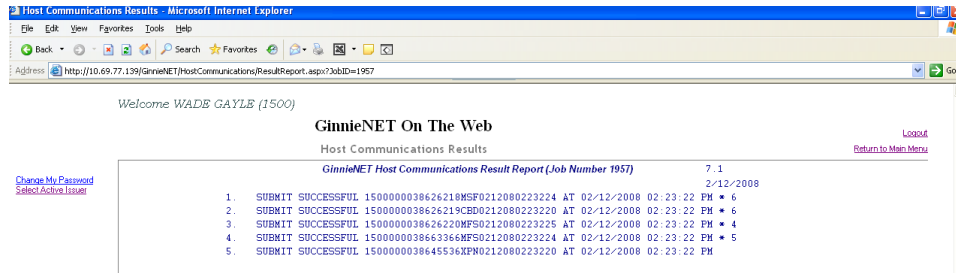 Host Communications Results - Microsoft Internet Explorer
File Edit View Favorites Tools Help
Back Search Favorites
Address http://10.69.77.139/GinnieNET/HostCommunications/ResultReport.aspx?JobID=1957 Go
Welcome WADE GAYLE (1500)
GinnieNET On The Web
Logout
Host Communications Results
Return to Main Menu
GinnieNET Host Communications Result Report (Job Number 1957) 7.1
Change My Password
2/12/2008
Select Active Issuer
1. SUBMIT SUCCESSFUL 1500000038626218MSF0212080223224 AT 02/12/2008 02:23:22 PM * 6
2. SUBMIT SUCCESSFUL 1500000038626219CBD0212080223220 AT 02/12/2008 02:23:22 PM * 6
3. SUBMIT SUCCESSFUL 1500000038626220MFS0212080223225 AT 02/12/2008 02:23:22 PM * 4
4. SUBMIT SUCCESSFUL 1500000038663366MFS0212080223224 AT 02/12/2008 02:23:22 PM * 5
5. SUBMIT SUCCESSFUL 1500000038645536XPN0212080223220 AT 02/12/2008 02:23:22 PM